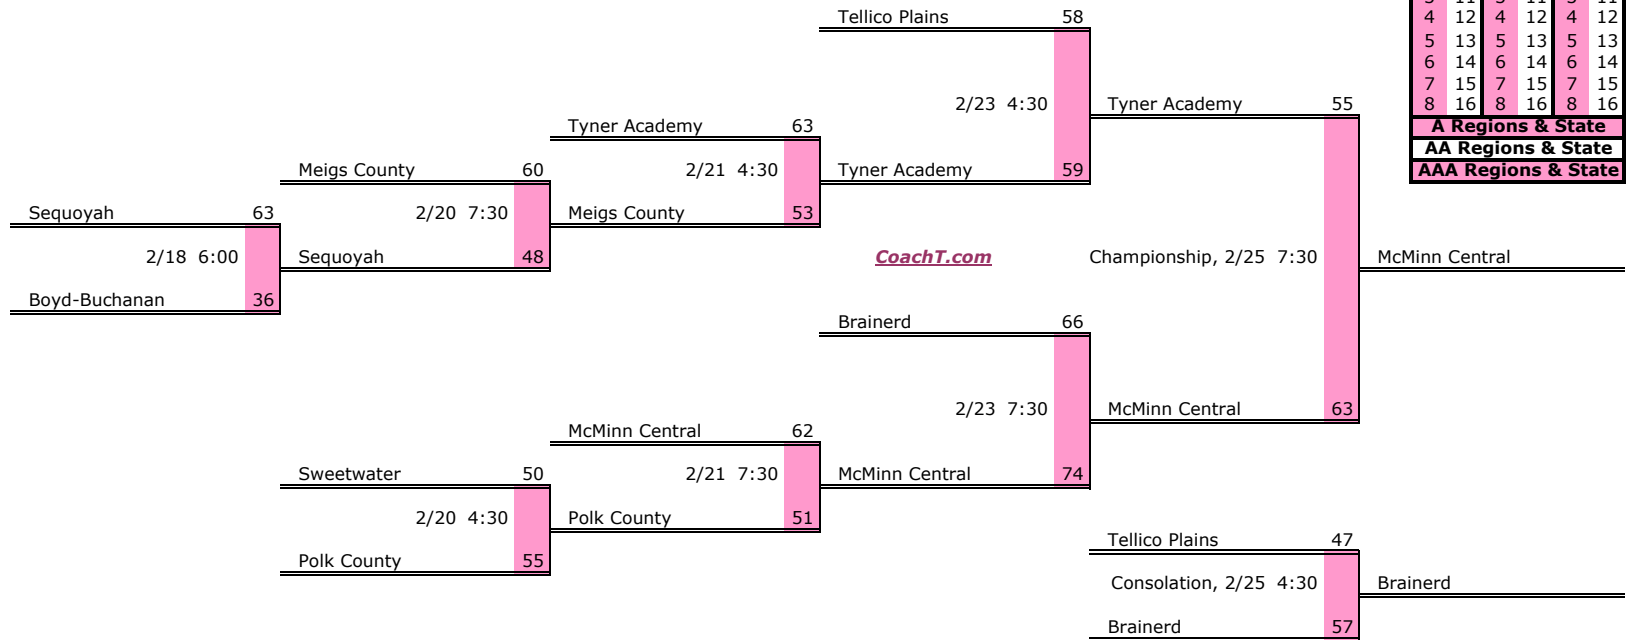 Tellico Plains 58
3 11 3 11 3 11
4 12 4 12 4 12
5 13 5 13 5 13
6 14 6 14 6 14
7 15 7 15 7 15
2/23 4:30 Tyner Academy 55
8 16 8 16 8 16
Tyner Academy 63
A Regions & State
AA Regions & State
Meigs County 60
2/21 4:30
Tyner Academy 59
AAA Regions & State
Sequoyah 63
2/20 7:30
Meigs County 53
2/18 6:00
Sequoyah 48
CoachT.com
Championship, 2/25 7:30
McMinn Central
Boyd-Buchanan 36
Brainerd 66
2/23 7:30
McMinn Central 63
McMinn Central 62
Sweetwater 50
2/21 7:30
McMinn Central 74
2/20 4:30
Polk County 51
Tellico Plains 47
Polk County 55
Consolation, 2/25 4:30
Brainerd
Brainerd 57